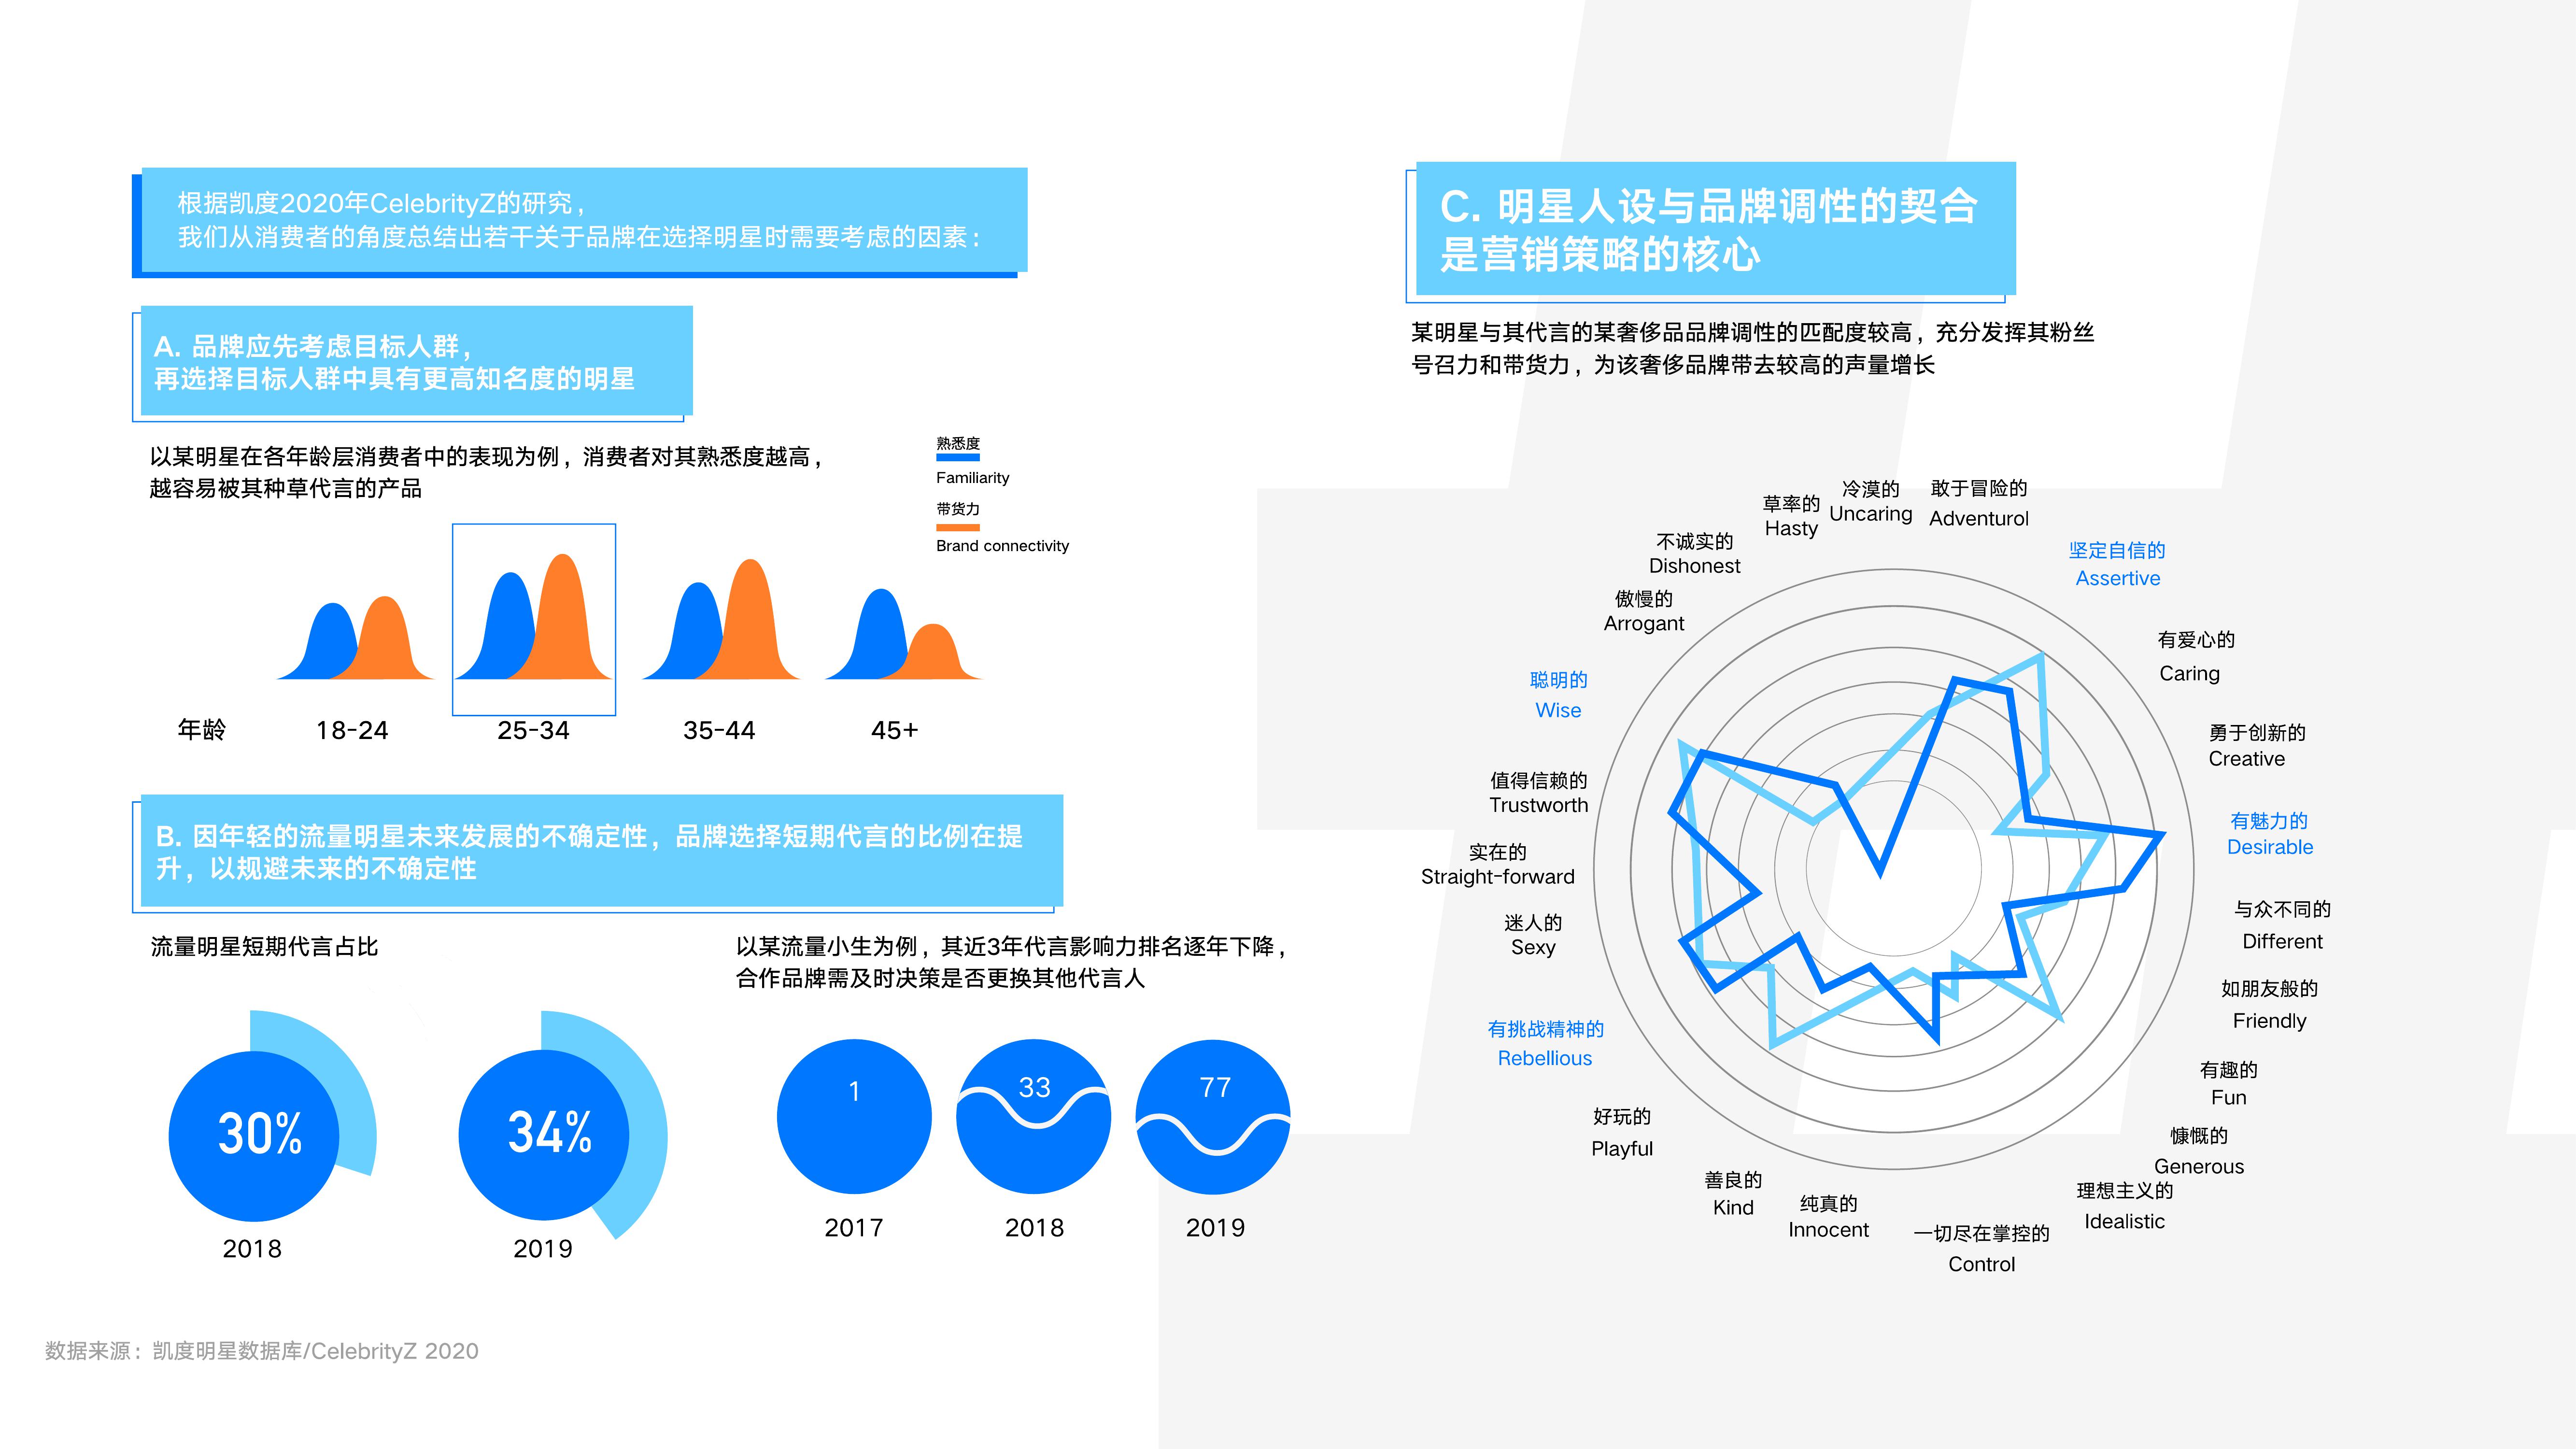 根据凯度2020年CelebrityZ的研究，
我们从消费者的角度总结出若干关于品牌在选择明星时需要考虑的因素：
A. 品牌应先考虑目标人群，
再选择目标人群中具有更高知名度的明星
以某明星在各年龄层消费者中的表现为例，消费者对其熟悉度越高，
越容易被其种草代言的产品
熟悉度
Familiarity
带货力
Brand connectivity
年龄
18-24
25-34
35-44
45+
B. 因年轻的流量明星未来发展的不确定性，品牌选择短期代言的比例在提
升，以规避未来的不确定性
流量明星短期代言占比
30%
2018
34%
2019
以某流量小生为例，其近3年代言影响力排名逐年下降，
合作品牌需及时决策是否更换其他代言人
1
33
77
2017
2018
2019
数据来源：凯度明星数据库/CelebrityZ 2020
C. 明星人设与品牌调性的契合
是营销策略的核心
某明星与其代言的某奢侈品品牌调性的匹配度较高，充分发挥其粉丝
号召力和带货力，为该奢侈品牌带去较高的声量增长
冷漠的
Uncaring
敢于冒险的
Adventurol
坚定自信的
Assertive
有爱心的
Caring
勇于创新的
Creative
有魅力的
Desirable
与众不同的
Different
如朋友般的
Friendly
有趣的
Fun
慷慨的
Generous
理想主义的
Idealistic
一切尽在掌控的
Control
纯真的
Innocent
善良的
Kind
好玩的
Playful
有挑战精神的
Rebellious
迷人的
Sexy
实在的
Straight-forward
值得信赖的
Trustworth
聪明的
Wise
傲慢的
Arrogant
不诚实的
Dishonest
草率的
Hasty